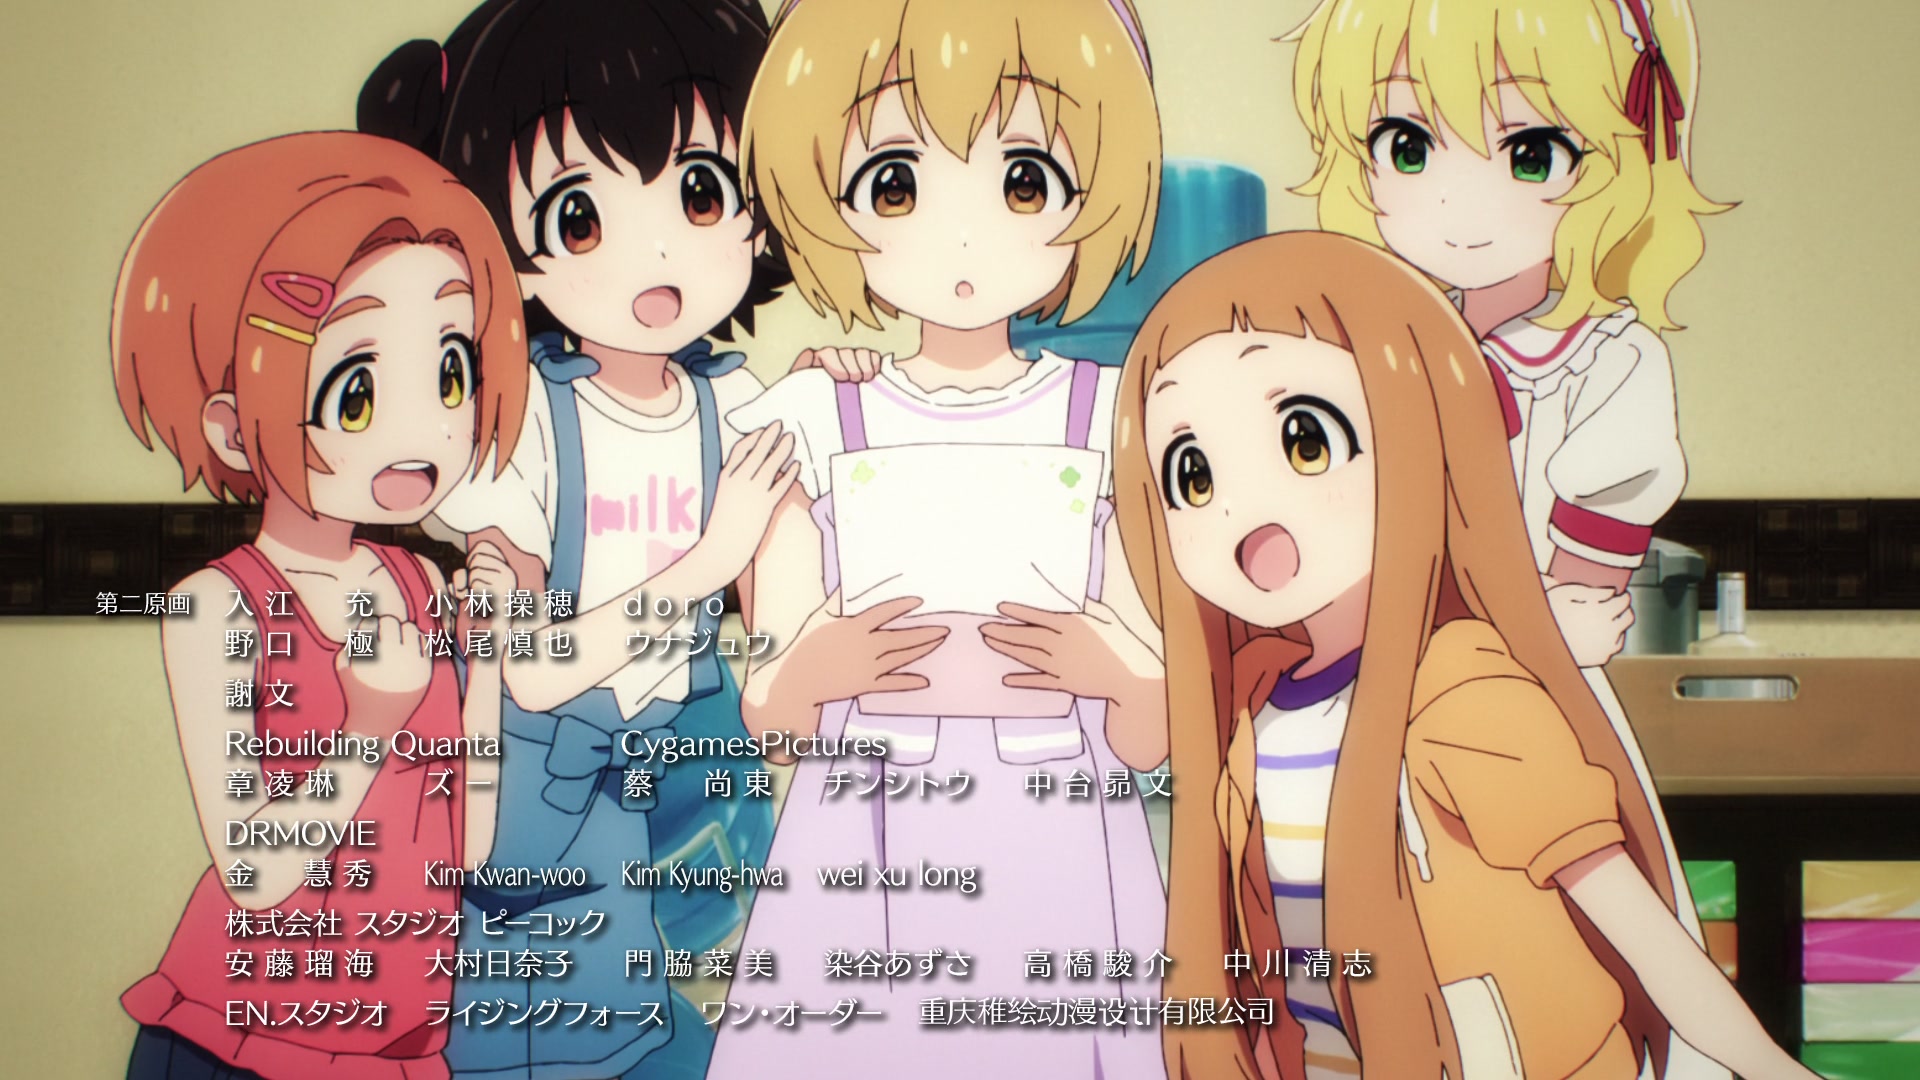 milk
第二原画 入江 充 小林操穂 doro
野口 極 松尾慎也 ウナジュウ
謝文
Rebuilding Quanta CygamesPictures
章凌琳 ズー 蔡 尚東 チンシトウ 中台昴文
DRMOVIE
金 慧秀 Kim Kwan-woo Kim Kyung-hwa wei xu long
株式会社 スタジオ ピーコック
安藤瑠海 大村日奈子 門脇菜美 染谷あずさ 高橋駿介 中川清志
EN.スタジオ ライジングフォース ワン・オーダー 重庆稚绘动漫设计有限公司